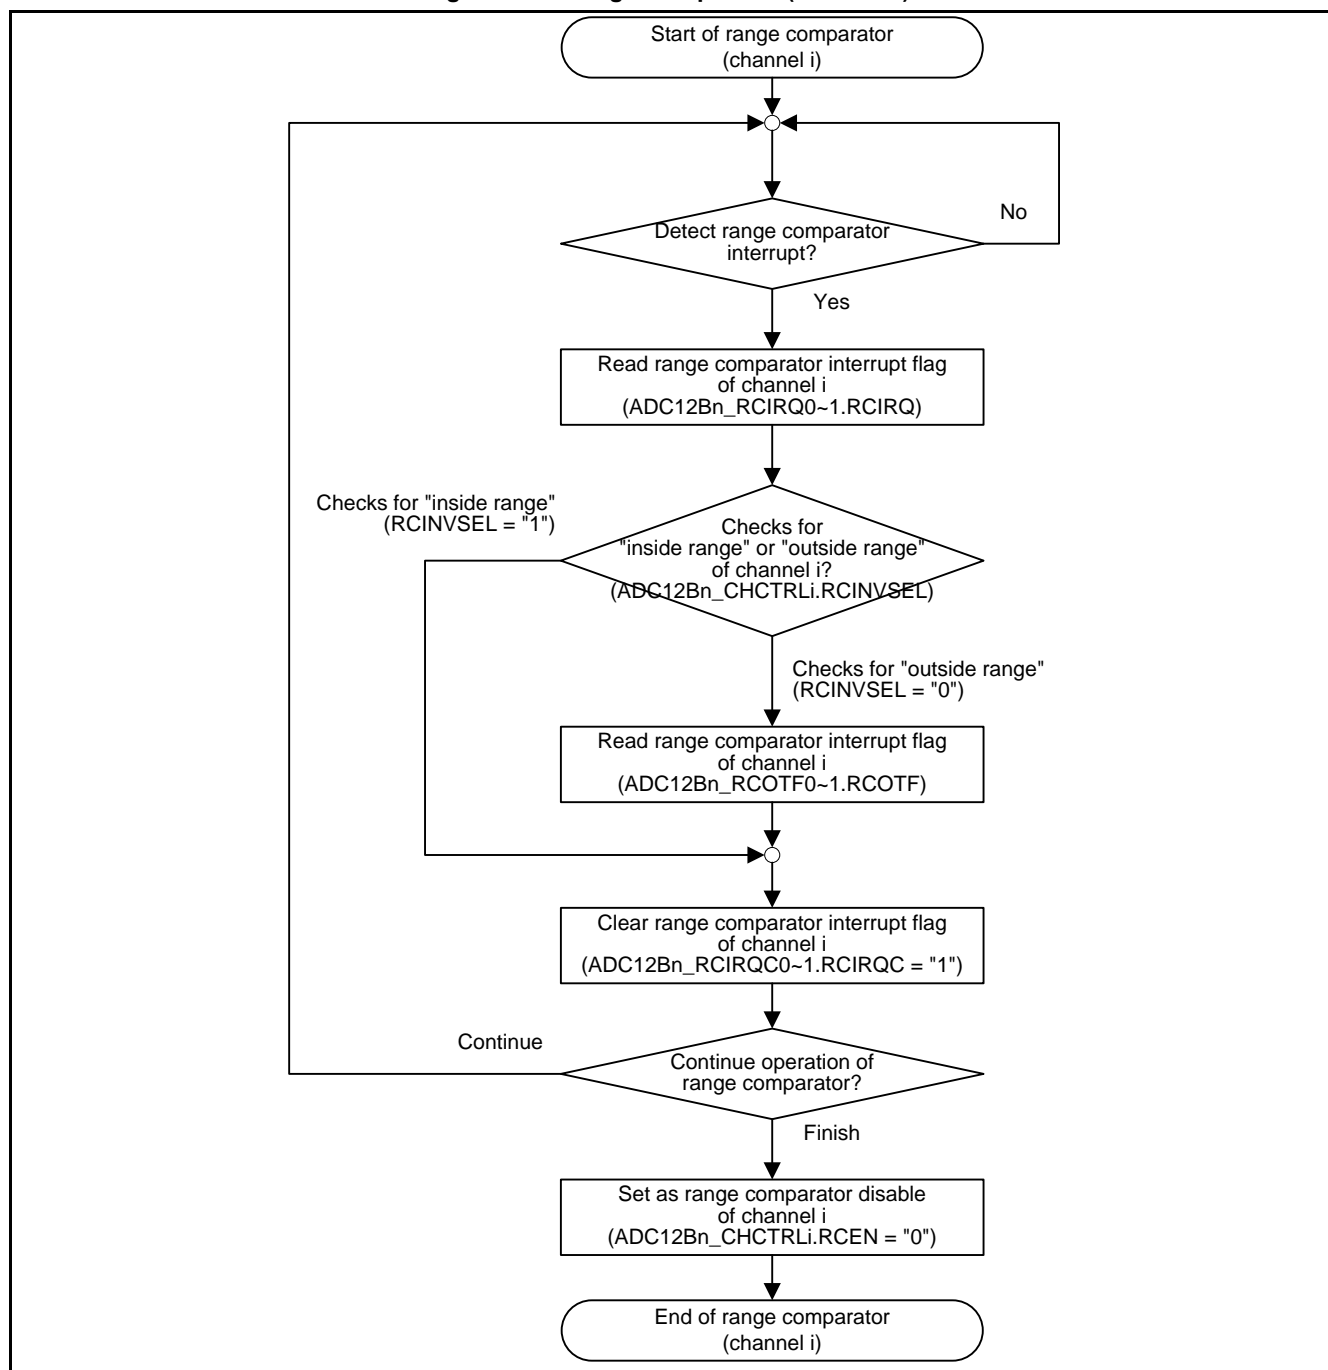 Start of range comparator
(channel i)
No
Detect range comparator
interrupt?
Yes
Read range comparator interrupt flag
of channel i
(ADC12Bn_RCIRQ0~1.RCIRQ)
Checks for "inside range"
(RCINVSEL = "1")
Checks for
"inside range" or "outside range"
of channel i?
(ADC12Bn_CHCTRLi.RCINVSEL)
Checks for "outside range"
(RCINVSEL = "0")
Read range comparator interrupt flag
of channel i
(ADC12Bn_RCOTF0~1.RCOTF)
Clear range comparator interrupt flag
of channel i
(ADC12Bn_RCIRQC0~1.RCIRQC = "1")
Continue
Continue operation of
range comparator?
Finish
Set as range comparator disable
of channel i
(ADC12Bn_CHCTRLi.RCEN = "0")
End of range comparator
(channel i)